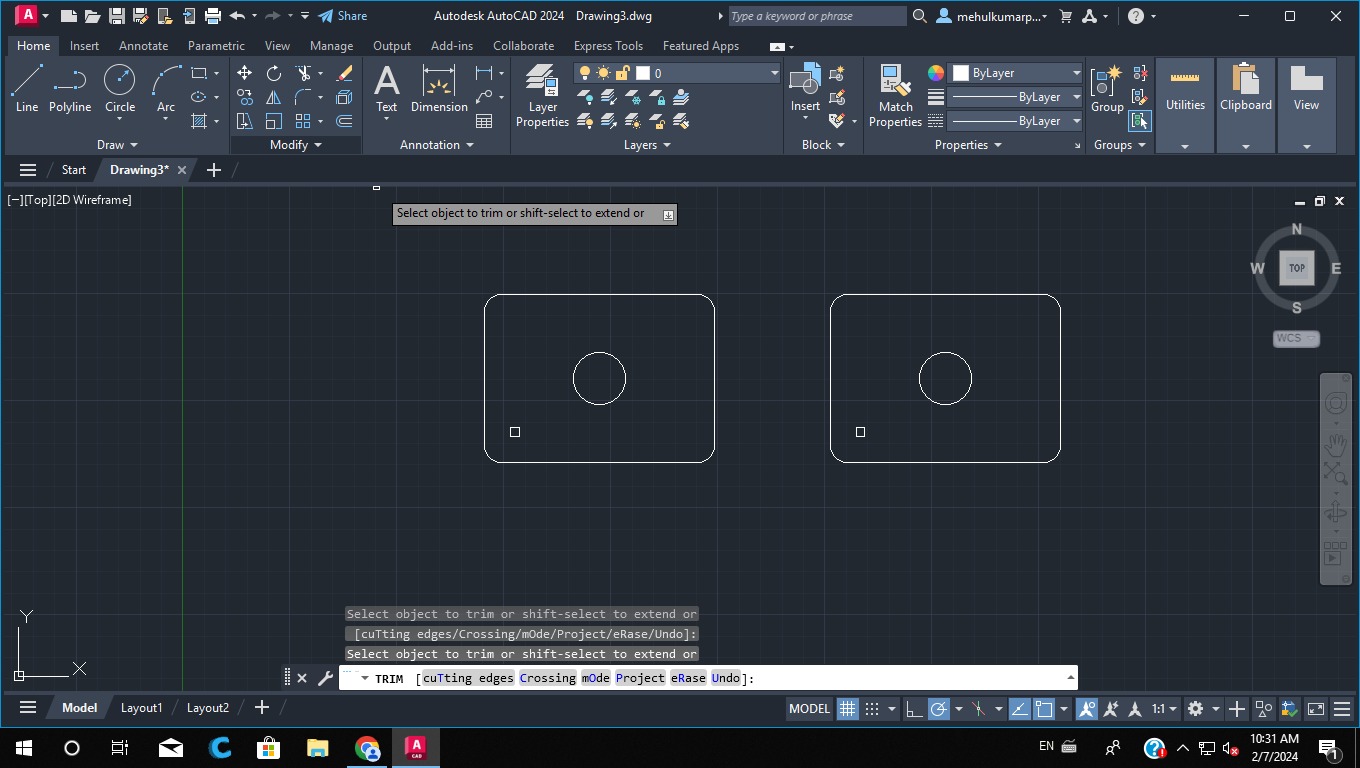 A CAD Share Autodesk AutoCAD 2024 Drawing3.dwg Type a keyword or phrase mehulkumarp...
Home Insert Annotate Parametric View Manage Output Add-ins Collaborate Express Tools Featured Apps
0
ByLayer
ByLayer
ByLayer
Line Polyline Circle Arc Text Dimension Layer Properties Insert Match Properties Group Utilities Clipboard View
Draw Modify Annotation Layers Block Properties Groups
Start Drawing3*
[−][Top][2D Wireframe]
Select object to trim or shift-select to extend or
N
W TOP E
S
WCS
Y
X
Select object to trim or shift-select to extend or
[cuTting edges/Crossing/mOde/Project/eRase/Undo]:
Select object to trim or shift-select to extend or
TRIM [cuTting edges Crossing mOde Project eRase Undo]:
Model Layout1 Layout2 MODEL 1:1
EN 10:31 AM
2/7/2024
1